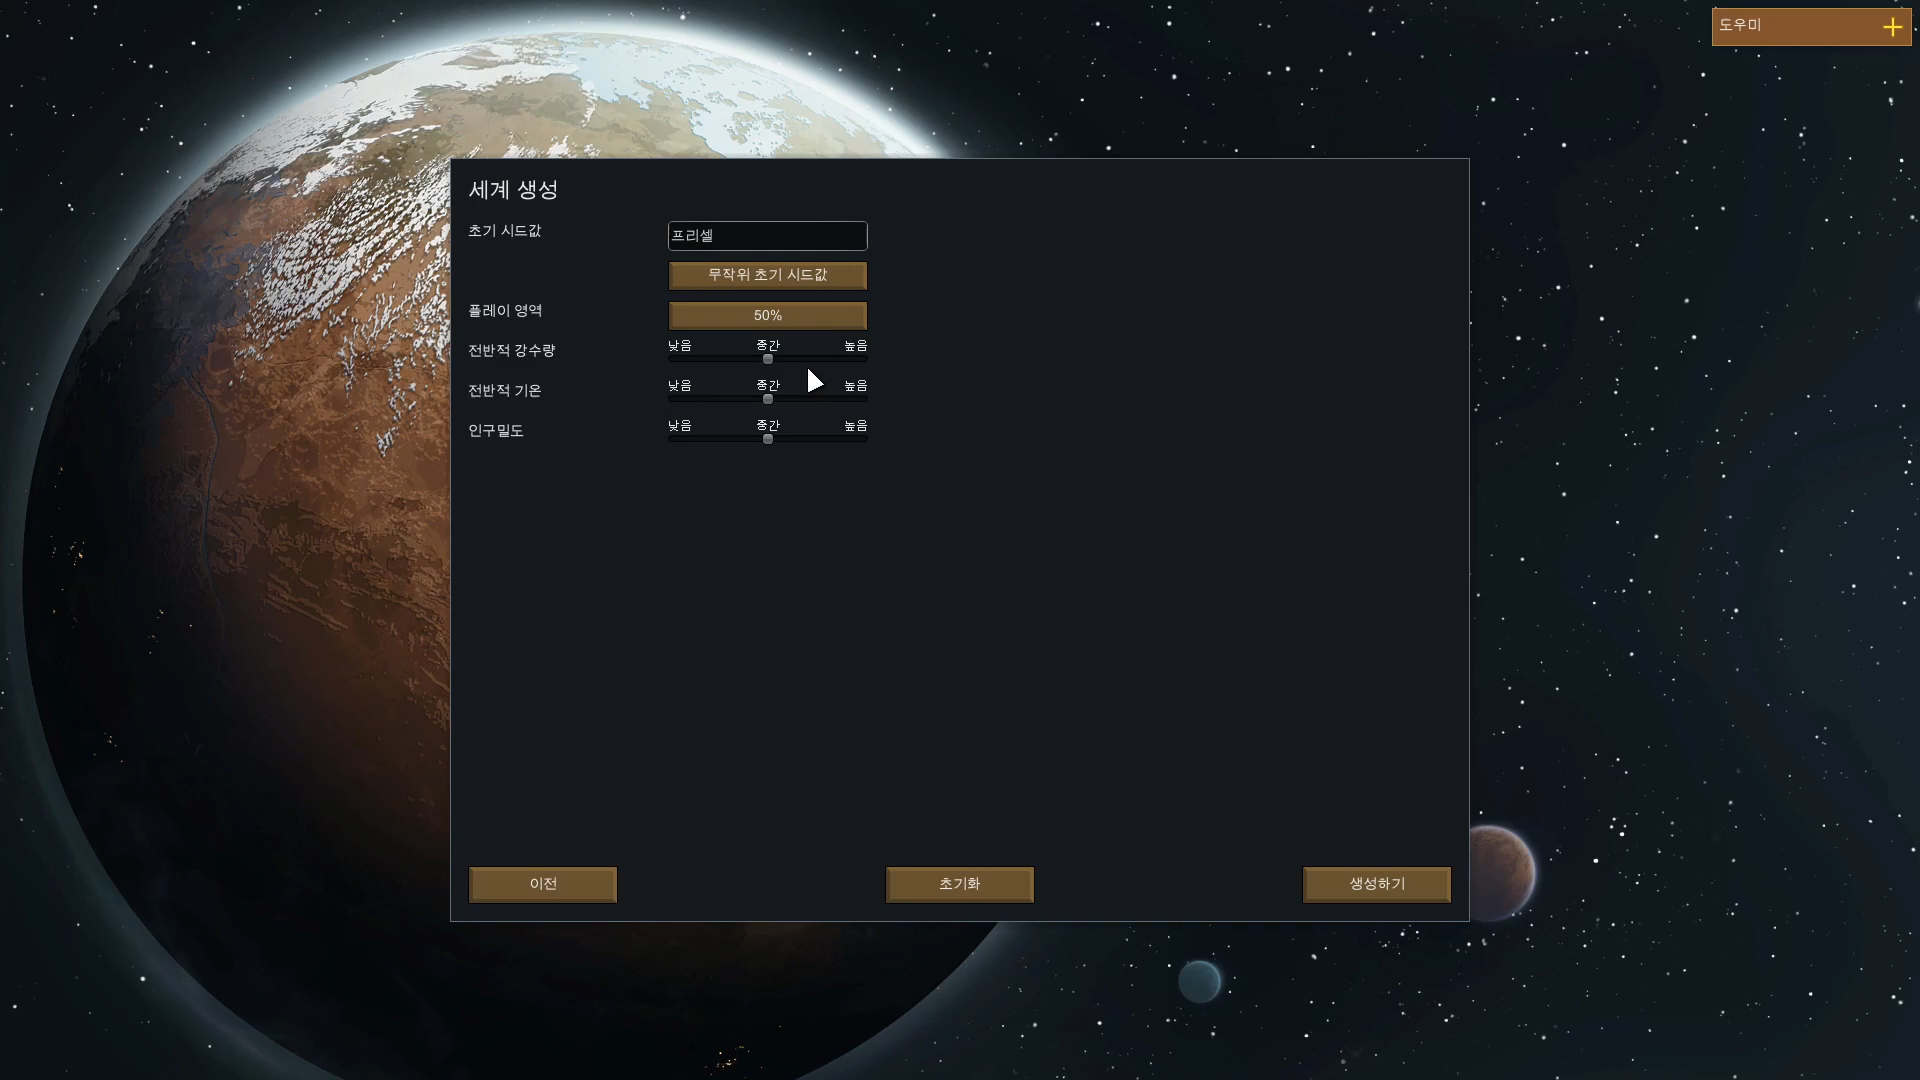 도우미
세계 생성
초기 시드값
프리셀
무작위 초기 시드값
플레이 영역
50%
전반적 강수량
낮음 중간 높음
전반적 기온
낮음 중간 높음
인구밀도
낮음 중간 높음
이전
초기화
생성하기